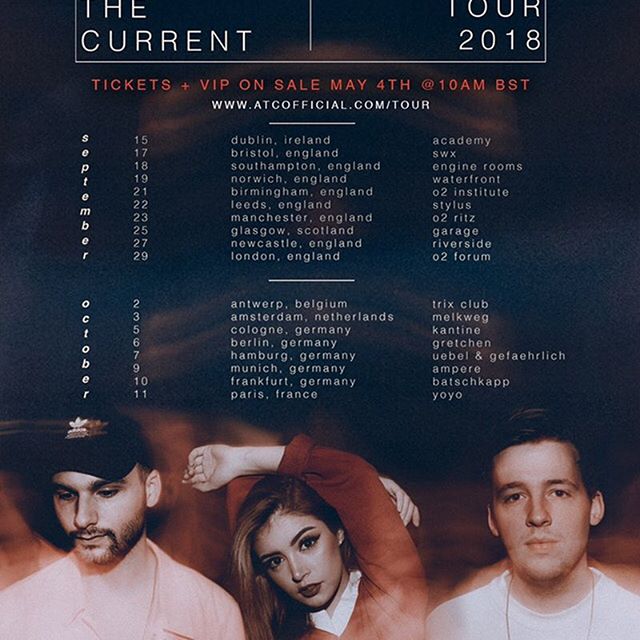 THE TOUR
CURRENT 2018
TICKETS + VIP ON SALE MAY 4TH @10AM BST
WWW.ATCOFFICIAL.COM/TOUR
september
15 dublin, ireland academy
17 bristol, england swx
18 southampton, england engine rooms
19 norwich, england waterfront
21 birmingham, england o2 institute
22 leeds, england stylus
23 manchester, england o2 ritz
25 glasgow, scotland garage
27 newcastle, england riverside
29 london, england o2 forum
october
2 antwerp, belgium trix club
3 amsterdam, netherlands melkweg
5 cologne, germany kantine
6 berlin, germany gretchen
7 hamburg, germany uebel & gefaehrlich
9 munich, germany ampere
10 frankfurt, germany batschkapp
11 paris, france yoyo